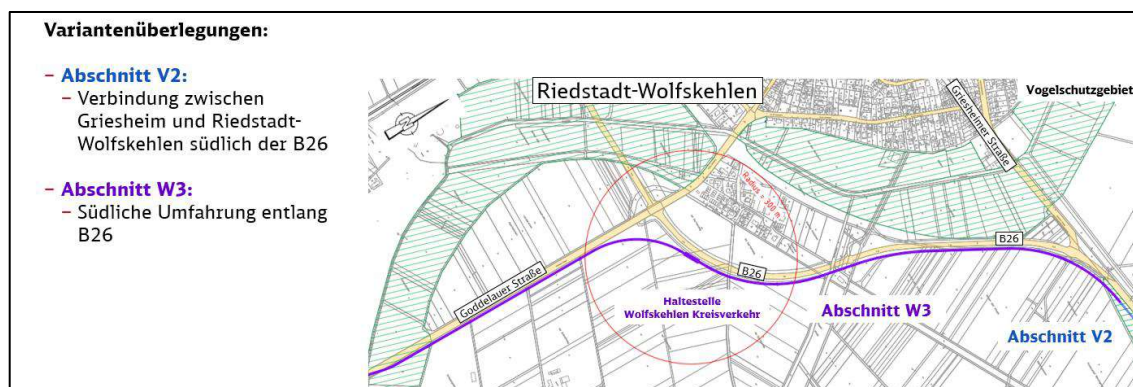 Variantenüberlegungen:
– Abschnitt V2:
– Verbindung zwischen
Griesheim und Riedstadt-
Wolfskehlen südlich der B26
– Abschnitt W3:
– Südliche Umfahrung entlang
B26
Riedstadt-Wolfskehlen
Vogelschutzgebiet
Griesheimer Straße
Radius = 300 m
B26
B26
Goddelauer Straße
Haltestelle
Wolfskehlen Kreisverkehr
Abschnitt W3
Abschnitt V2